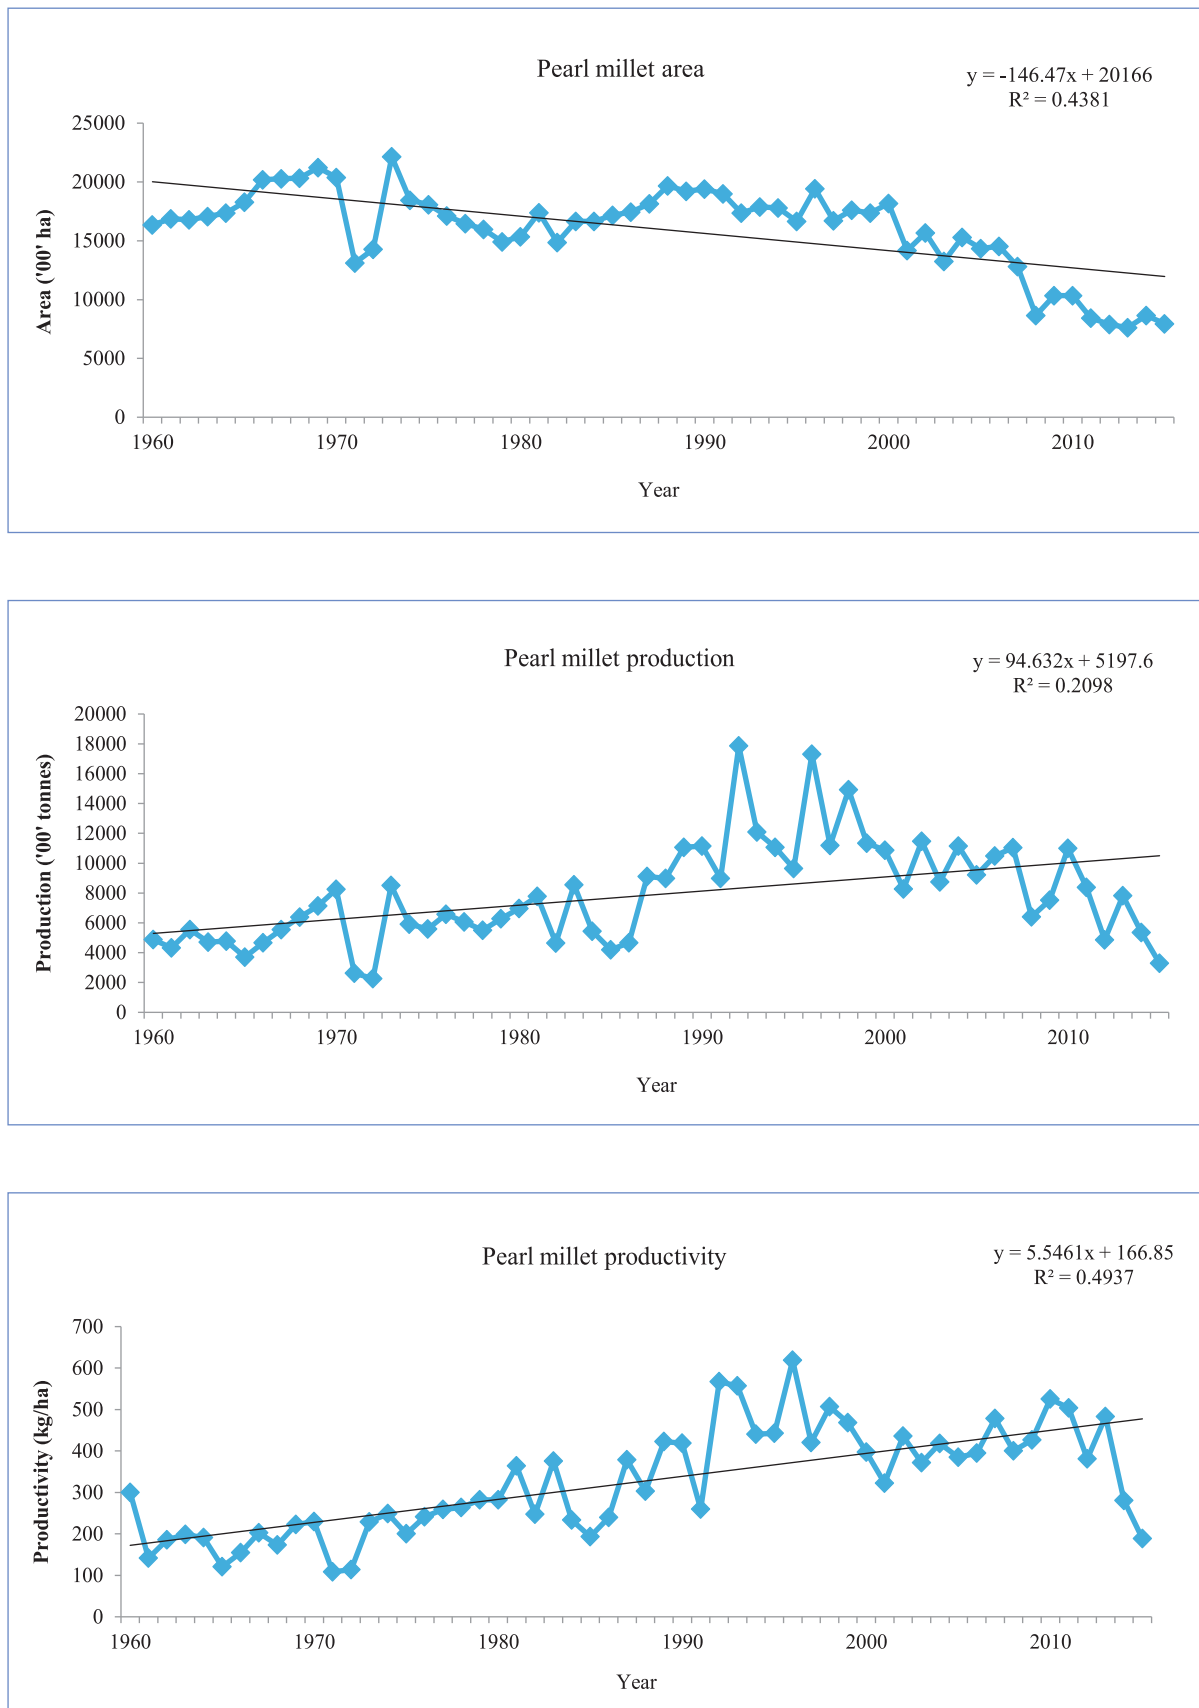 Pearl millet area
y = -146.47x + 20166
R² = 0.4381
25000
20000
15000
10000
5000
0
Area ('00' ha)
1960 1970 1980 1990 2000 2010
Year
Pearl millet production
y = 94.632x + 5197.6
R² = 0.2098
20000
18000
16000
14000
12000
10000
8000
6000
4000
2000
0
Production ('00' tonnes)
1960 1970 1980 1990 2000 2010
Year
Pearl millet productivity
y = 5.5461x + 166.85
R² = 0.4937
700
600
500
400
300
200
100
0
Productivity (kg/ha)
1960 1970 1980 1990 2000 2010
Year